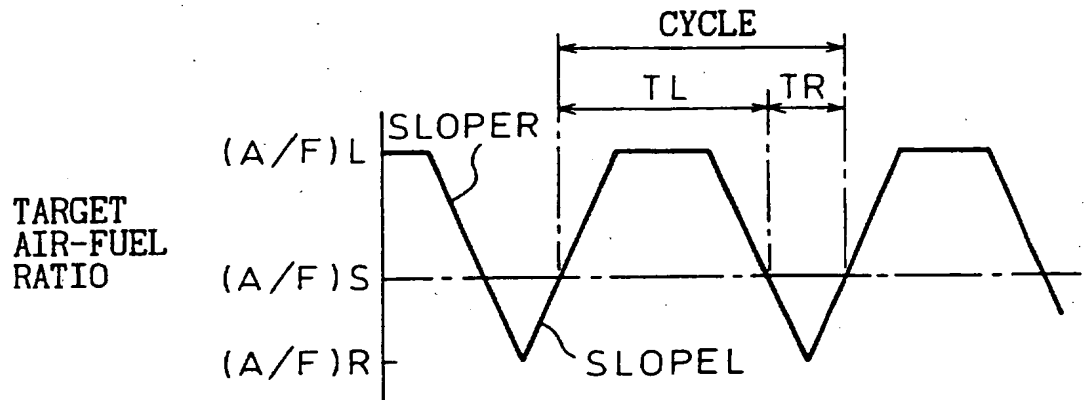 CYCLE
TL TR
SLOPER
(A/F)L
TARGET
AIR-FUEL
RATIO
(A/F)S
(A/F)R
SLOPEL